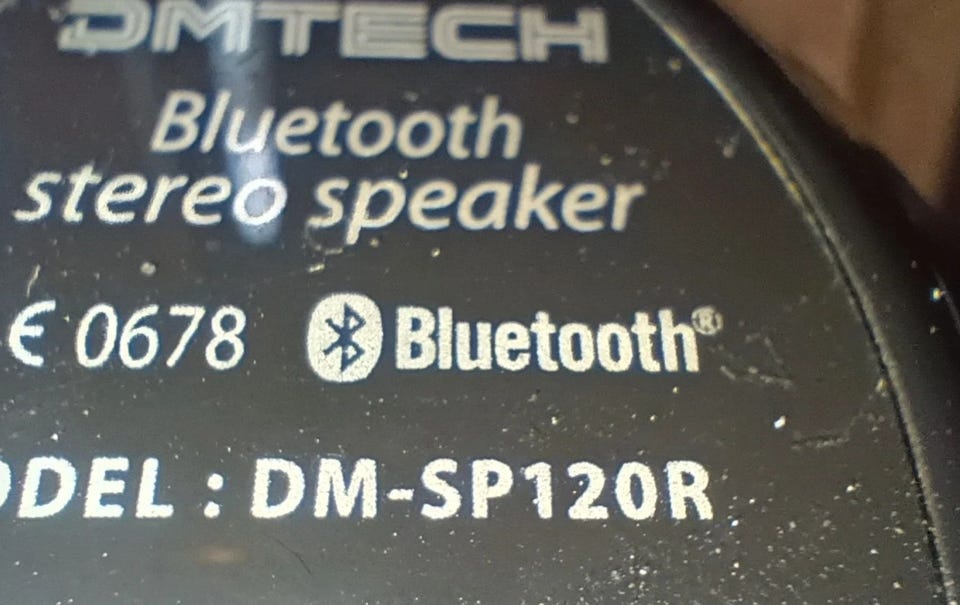 DMTECH
Bluetooth
stereo speaker
€ 0678 Bluetooth®
ODEL : DM-SP120R